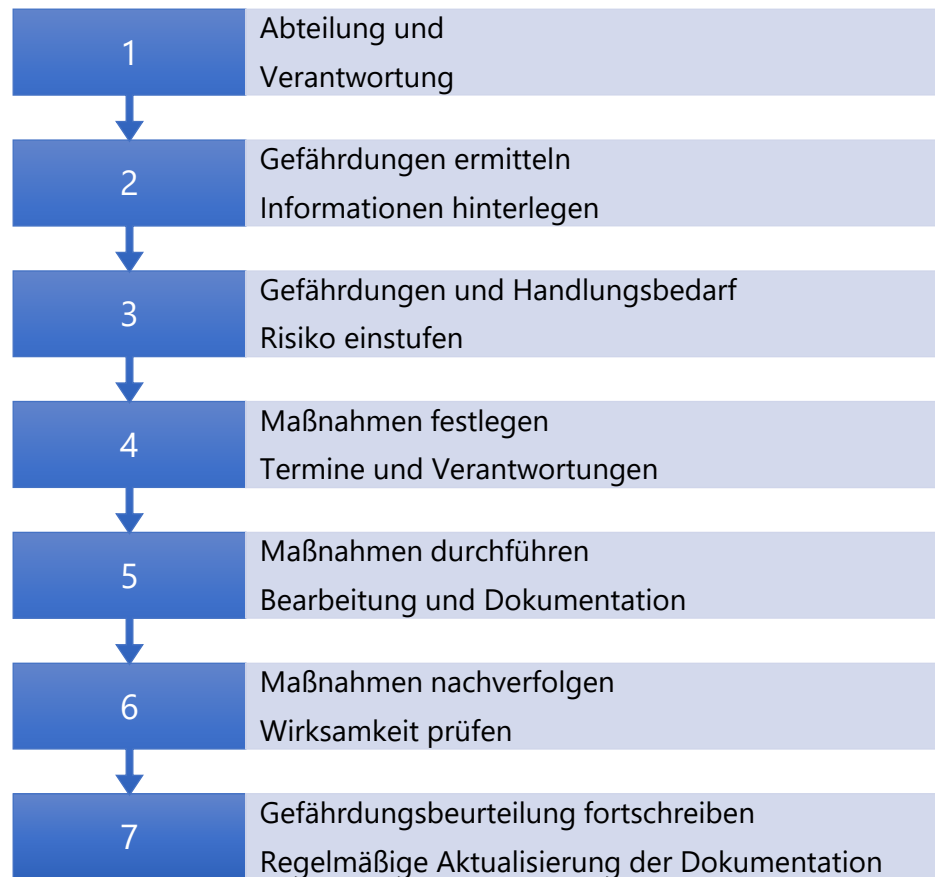 1
Abteilung und
Verantwortung
2
Gefährdungen ermitteln
Informationen hinterlegen
3
Gefährdungen und Handlungsbedarf
Risiko einstufen
4
Maßnahmen festlegen
Termine und Verantwortungen
5
Maßnahmen durchführen
Bearbeitung und Dokumentation
6
Maßnahmen nachverfolgen
Wirksamkeit prüfen
7
Gefährdungsbeurteilung fortschreiben
Regelmäßige Aktualisierung der Dokumentation